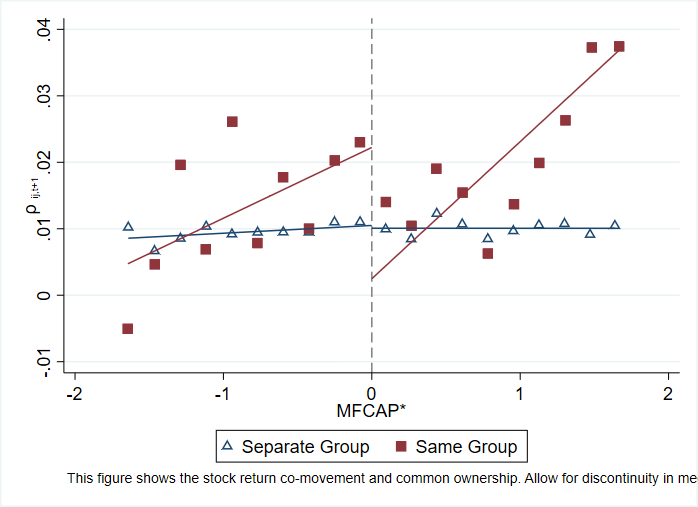 .04
.03
.02
.01
0
-.01
ρ ij,t+1
-2 -1 0 1 2
MFCAP*
Separate Group Same Group
This figure shows the stock return co-movement and common ownership. Allow for discontinuity in me